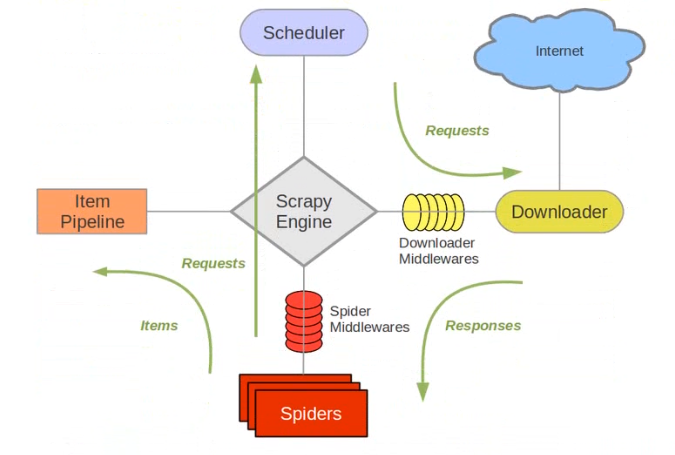 Scheduler
Internet
Requests
Item
Pipeline
Scrapy
Engine
Downloader
Downloader
Middlewares
Requests
Items
Spider
Middlewares
Responses
Spiders